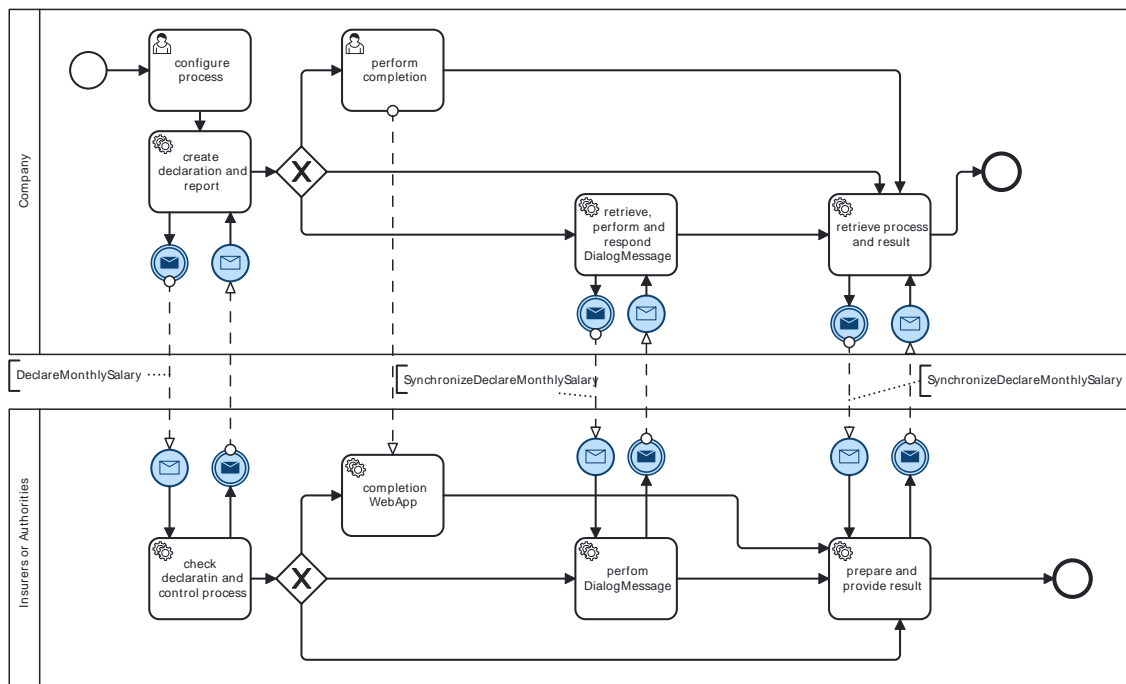 Company
configure
process
perform
completion
create
declaration and
report
X
retrieve,
perform and
respond
DialogMessage
retrieve process
and result
DeclareMonthlySalary
SynchronizeDeclareMonthlySalary
SynchronizeDeclareMonthlySalary
Insurers or Authorities
completion
WebApp
check
declaratin and
control process
X
perfom
DialogMessage
prepare and
provide result